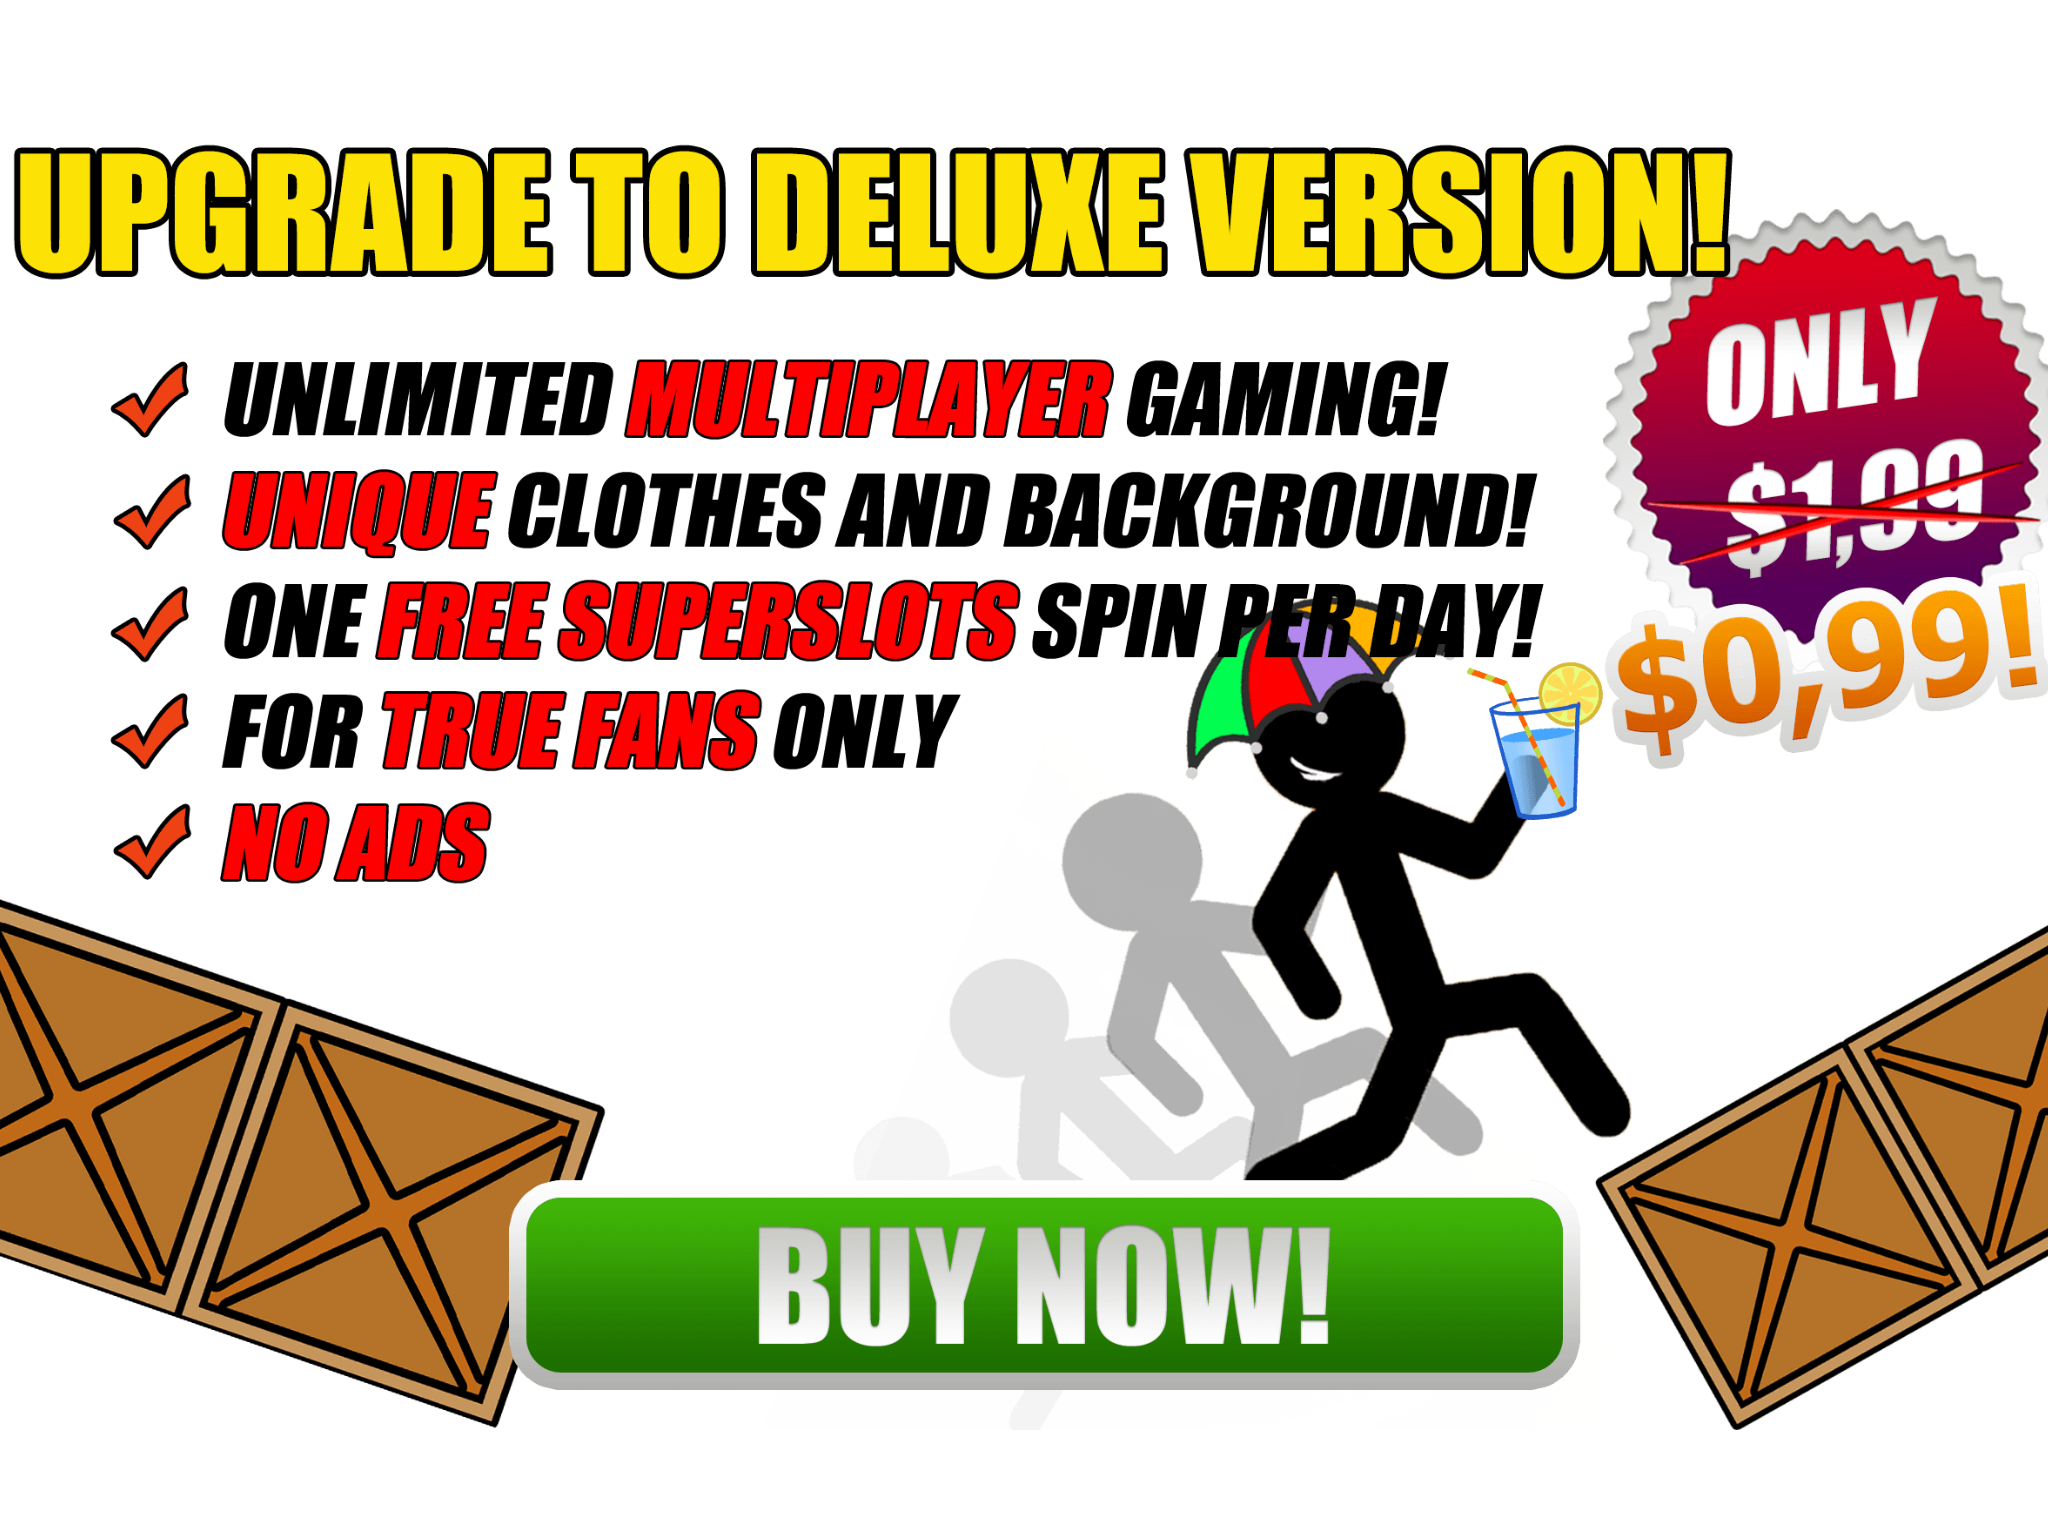 UPGRADE TO DELUXE VERSION!
ONLY
$1,99
$0,99!
UNLIMITED MULTIPLAYER GAMING!
UNIQUE CLOTHES AND BACKGROUND!
ONE FREE SUPERSLOTS SPIN PER DAY!
FOR TRUE FANS ONLY
NO ADS
BUY NOW!